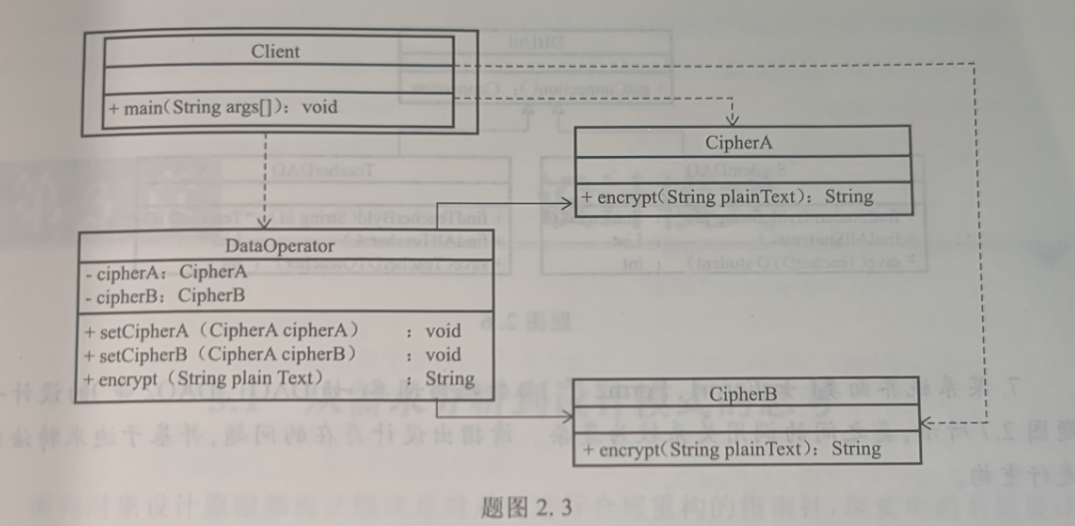 Client
+ main(String args[]): void
CipherA
+ encrypt(String plainText): String
DataOperator
- cipherA: CipherA
- cipherB: CipherB
+ setCipherA (CipherA cipherA) : void
+ setCipherB (CipherA cipherB) : void
+ encrypt (String plain Text) : String
CipherB
+ encrypt(String plainText): String
题图 2.3